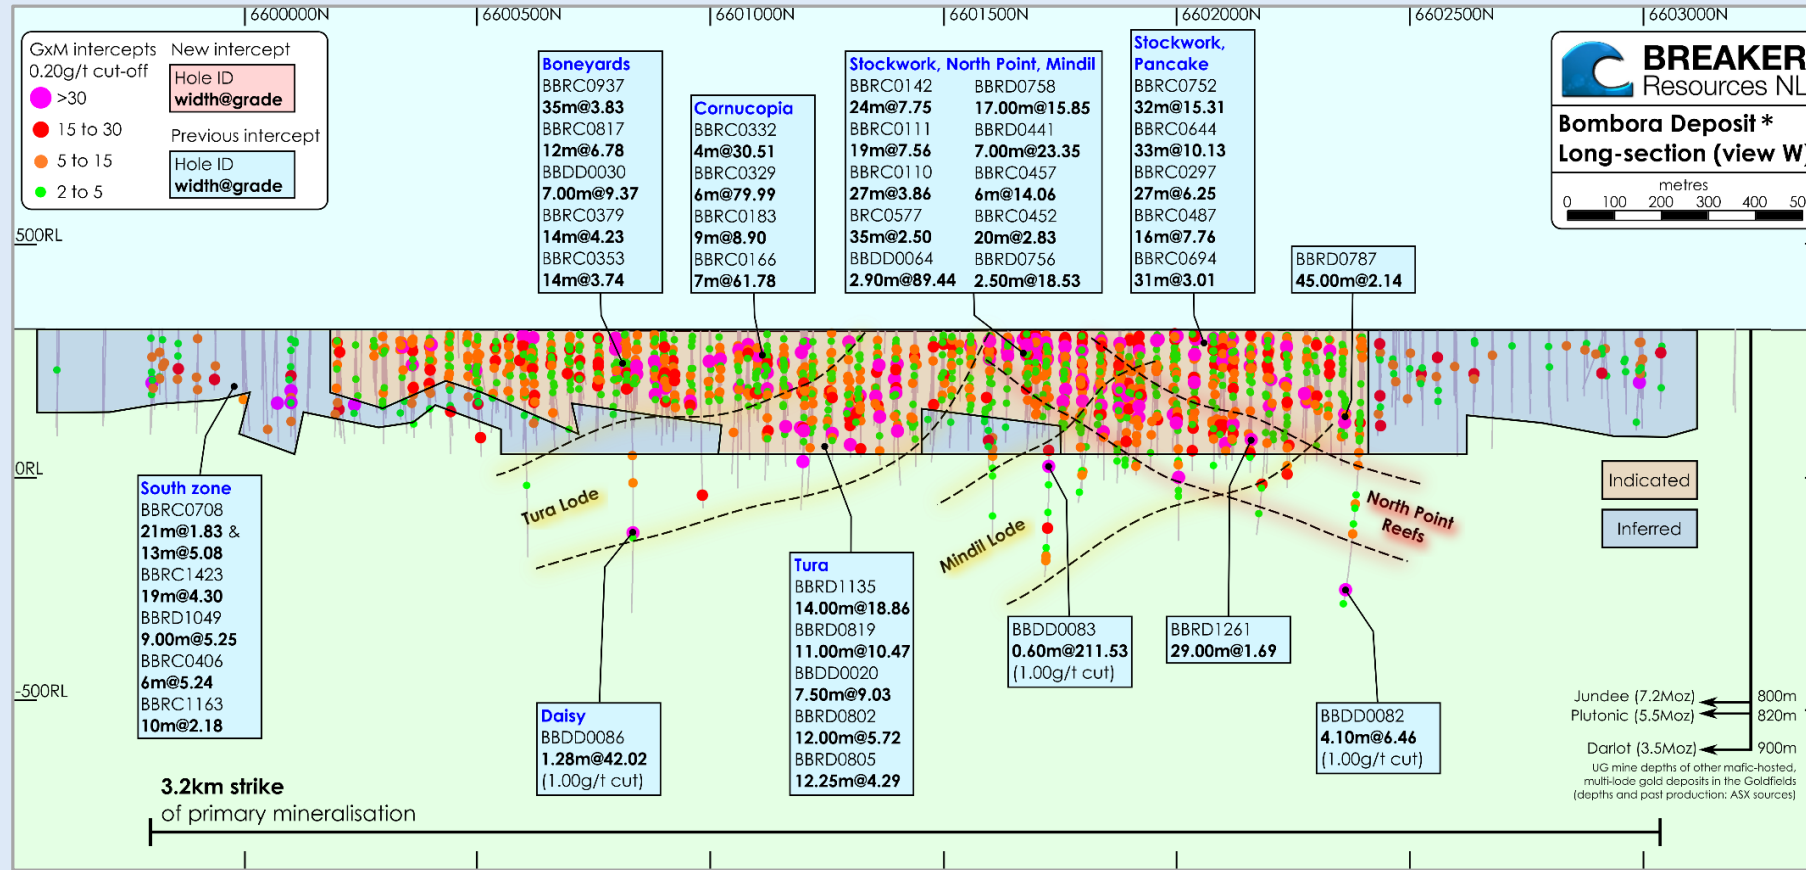 6600000N
6600500N
6601000N
6601500N
6602000N
6602500N
6603000N
GxM intercepts
0.20g/t cut-off
>30
15 to 30
5 to 15
2 to 5
New intercept
Hole ID
width@grade
Previous intercept
Hole ID
width@grade
Boneyards
BBRC0937
35m@3.83
BBRC0817
12m@6.78
BBDD0030
7.00m@9.37
BBRC0379
14m@4.23
BBRC0353
14m@3.74
Cornucopia
BBRC0332
4m@30.51
BBRC0329
6m@79.99
BBRC0183
9m@8.90
BBRC0166
7m@61.78
Stockwork, North Point, Mindil
BBRC0142
24m@7.75
BBRC0111
19m@7.56
BBRC0110
27m@3.86
BRC0577
35m@2.50
BBDD0064
2.90m@89.44
BBRD0758
17.00m@15.85
BBRD0441
7.00m@23.35
BBRC0457
6m@14.06
BBRC0452
20m@2.83
BBRD0756
2.50m@18.53
Stockwork,
Pancake
BBRC0752
32m@15.31
BBRC0644
33m@10.13
BBRC0297
27m@6.25
BBRC0487
16m@7.76
BBRC0694
31m@3.01
BBRD0787
45.00m@2.14
BREAKER
Resources NL
Bombora Deposit *
Long-section (view W)
metres
0 100 200 300 400 50
500RL
0RL
-500RL
South zone
BBRC0708
21m@1.83 &
13m@5.08
BBRC1423
19m@4.30
BBRD1049
9.00m@5.25
BBRC0406
6m@5.24
BBRC1163
10m@2.18
Tura Lode
Mindil Lode
North Point
Reefs
Indicated
Inferred
Daisy
BBDD0086
1.28m@42.02
(1.00g/t cut)
Tura
BBRD1135
14.00m@18.86
BBRD0819
11.00m@10.47
BBDD0020
7.50m@9.03
BBRD0802
12.00m@5.72
BBRD0805
12.25m@4.29
BBDD0083
0.60m@211.53
(1.00g/t cut)
BBRD1261
29.00m@1.69
BBDD0082
4.10m@6.46
(1.00g/t cut)
Jundee (7.2Moz) 800m
Plutonic (5.5Moz) 820m
Darlot (3.5Moz) 900m
UG mine depths of other mafic-hosted,
multi-lode gold deposits in the Goldfields
(depths and past production: ASX sources)
3.2km strike
of primary mineralisation